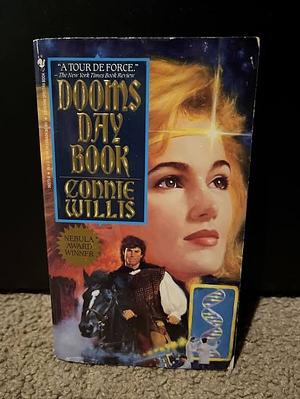 "A TOUR DE FORCE."
—The New York Times Book Review
DOOMS
DAY
BOOK
CONNIE
WILLIS
NEBULA
AWARD
WINNER